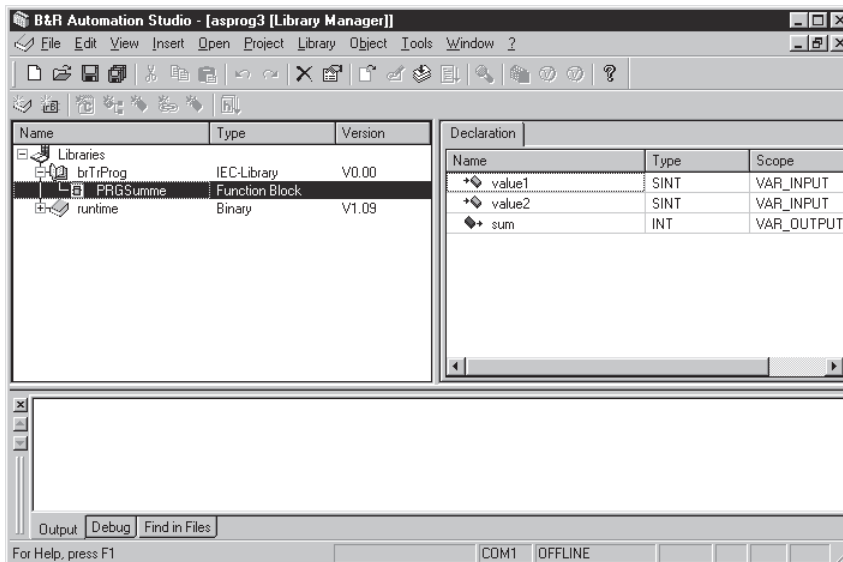 B&R Automation Studio - [asprog3 [Library Manager]]
File Edit View Insert Open Project Library Object Tools Window ?
Name Type Version
Libraries
brTrProg IEC-Library V0.00
PRGSumme Function Block
runtime Binary V1.09
Declaration
Name Type Scope
value1 SINT VAR_INPUT
value2 SINT VAR_INPUT
sum INT VAR_OUTPUT
Output Debug Find in Files
For Help, press F1 COM1 OFFLINE